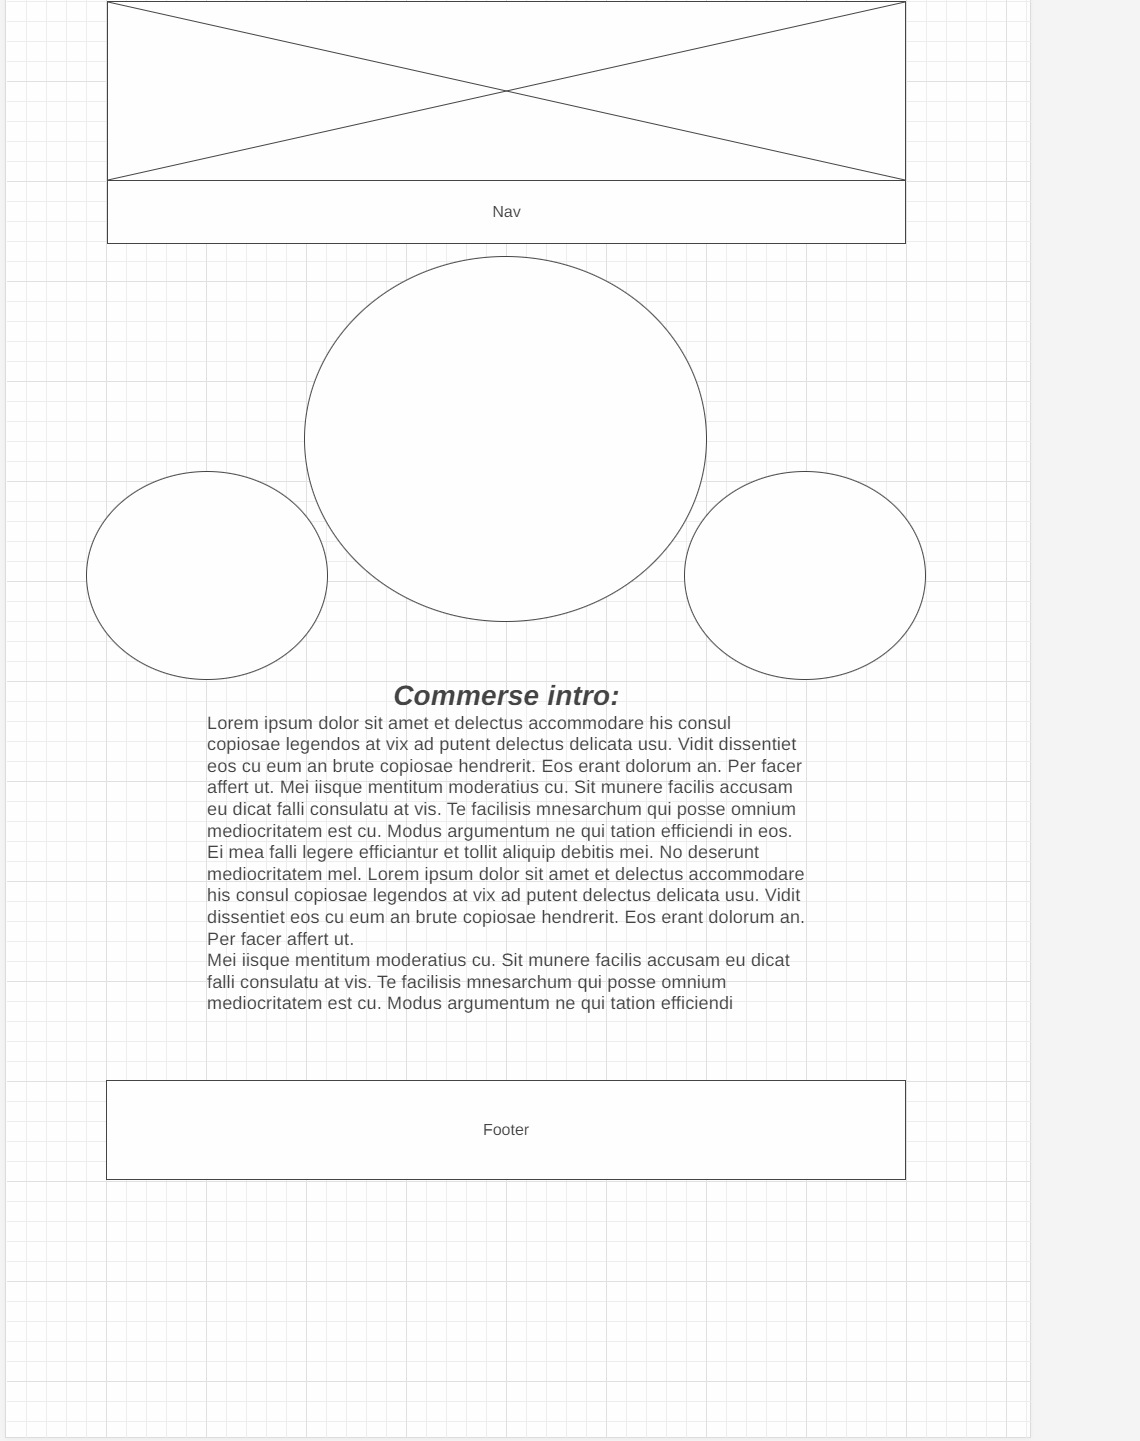 Nav
Commerse intro:
Lorem ipsum dolor sit amet et delectus accommodare his consul
copiosae legendos at vix ad putent delectus delicata usu. Vidit dissentiet
eos cu eum an brute copiosae hendrerit. Eos erant dolorum an. Per facer
affert ut. Mei iisque mentitum moderatius cu. Sit munere facilis accusam
eu dicat falli consulatu at vis. Te facilisis mnesarchum qui posse omnium
mediocritatem est cu. Modus argumentum ne qui tation efficiendi in eos.
Ei mea falli legere efficiantur et tollit aliquip debitis mei. No deserunt
mediocritatem mel. Lorem ipsum dolor sit amet et delectus accommodare
his consul copiosae legendos at vix ad putent delectus delicata usu. Vidit
dissentiet eos cu eum an brute copiosae hendrerit. Eos erant dolorum an.
Per facer affert ut.
Mei iisque mentitum moderatius cu. Sit munere facilis accusam eu dicat
falli consulatu at vis. Te facilisis mnesarchum qui posse omnium
mediocritatem est cu. Modus argumentum ne qui tation efficiendi
Footer